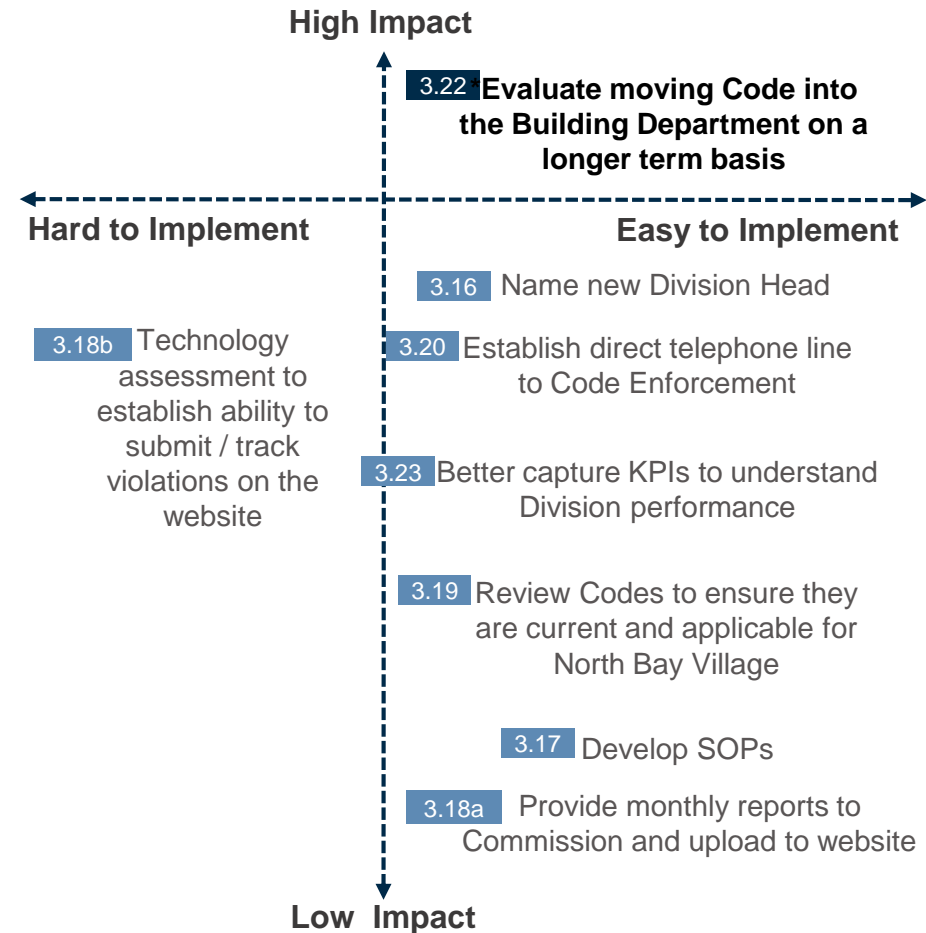 High Impact
3.22 *Evaluate moving Code into
the Building Department on a
longer term basis
Hard to Implement
Easy to Implement
3.16 Name new Division Head
3.18b Technology
assessment to
establish ability to
submit / track
violations on the
website
3.20 Establish direct telephone line
to Code Enforcement
3.23 Better capture KPIs to understand
Division performance
3.19 Review Codes to ensure they
are current and applicable for
North Bay Village
3.17 Develop SOPs
3.18a Provide monthly reports to
Commission and upload to website
Low Impact